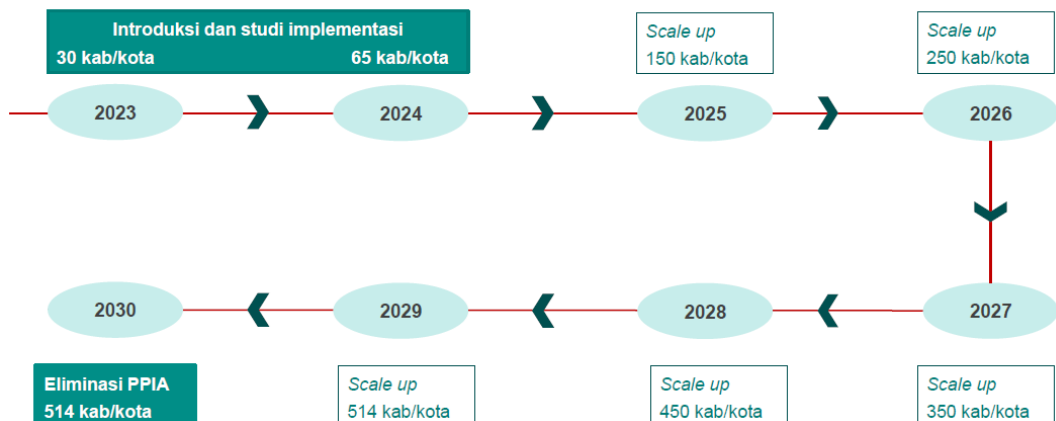 Introduksi dan studi implementasi
30 kab/kota 65 kab/kota
Scale up
150 kab/kota
Scale up
250 kab/kota
2023
2024
2025
2026
2030
2029
2028
2027
Eliminasi PPIA
514 kab/kota
Scale up
514 kab/kota
Scale up
450 kab/kota
Scale up
350 kab/kota